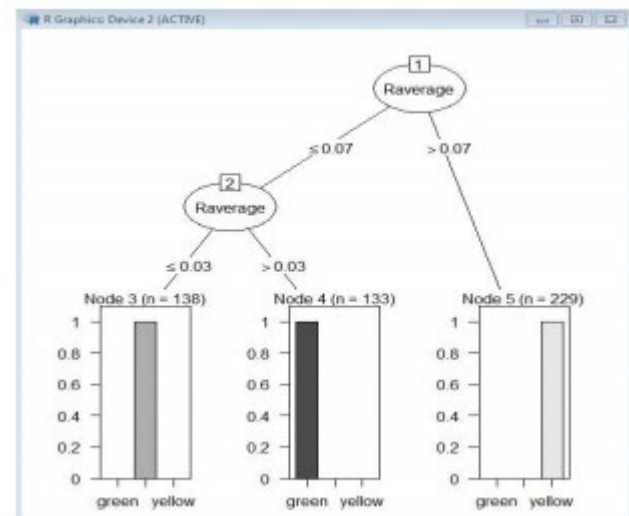 R Graphics: Device 2 (ACTIVE)
1
Raverage
≤ 0.07
> 0.07
2
Raverage
≤ 0.03
> 0.03
Node 3 (n = 138)
1
0.8
0.6
0.4
0.2
0
green yellow
Node 4 (n = 133)
1
0.8
0.6
0.4
0.2
0
green yellow
Node 5 (n = 229)
1
0.8
0.6
0.4
0.2
0
green yellow